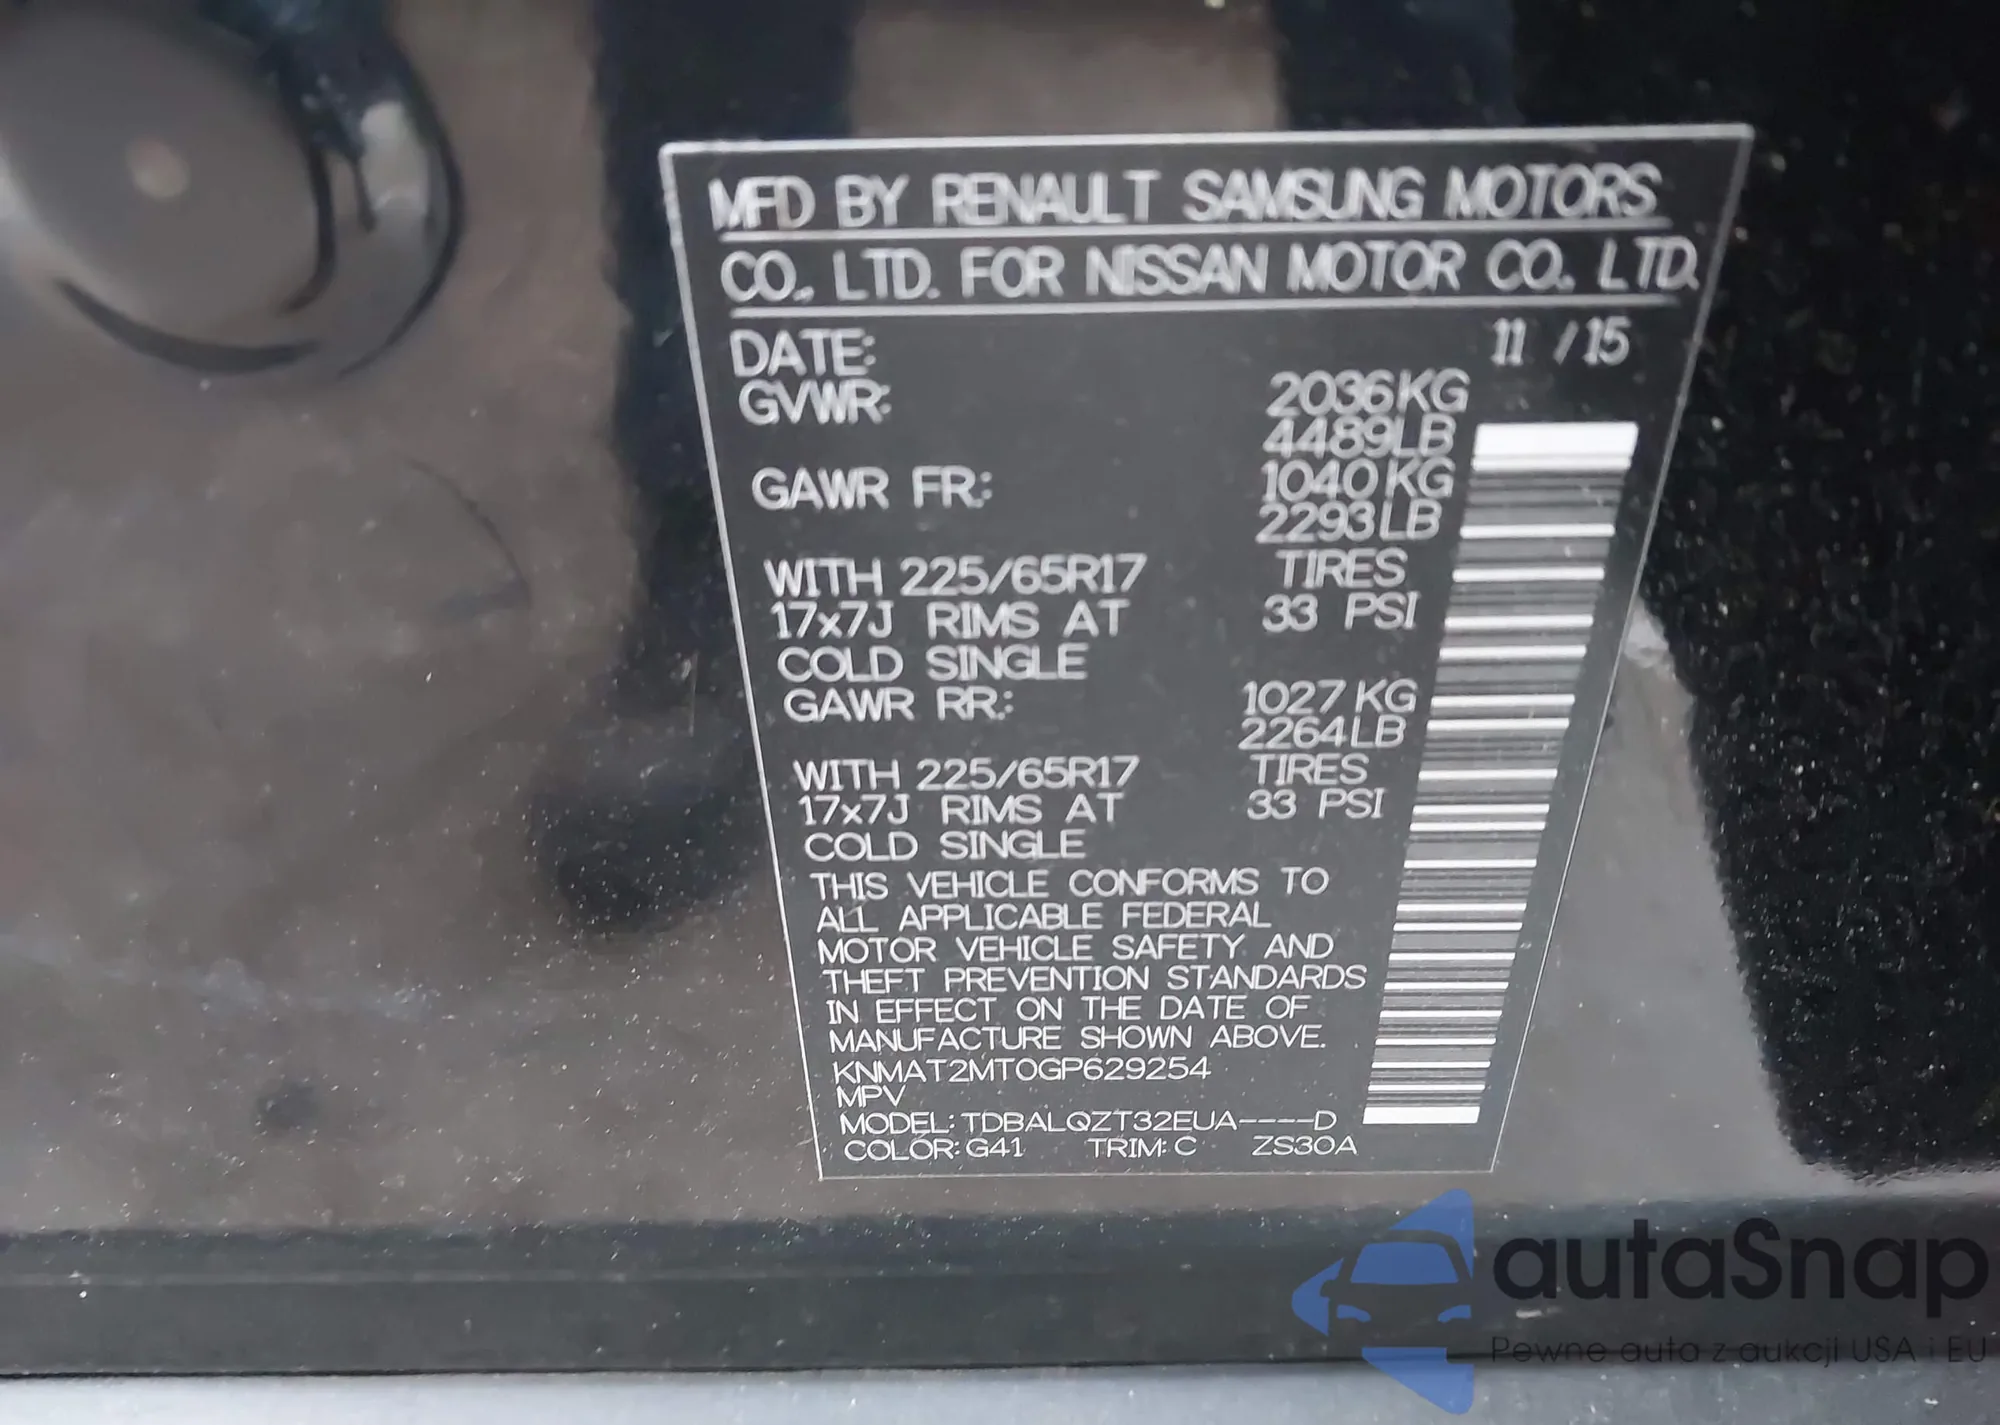 MFD BY RENAULT SAMSUNG MOTORS
CO., LTD. FOR NISSAN MOTOR CO., LTD.
DATE: 11 / 15
GVWR: 2036KG
4489LB
GAWR FR.: 1040KG
2293LB
WITH 225/65R17 TIRES
17x7J RIMS AT 33 PSI
COLD SINGLE
GAWR RR.: 1027KG
2264LB
WITH 225/65R17 TIRES
17x7J RIMS AT 33 PSI
COLD SINGLE
THIS VEHICLE CONFORMS TO
ALL APPLICABLE FEDERAL
MOTOR VEHICLE SAFETY AND
THEFT PREVENTION STANDARDS
IN EFFECT ON THE DATE OF
MANUFACTURE SHOWN ABOVE.
KNMAT2MT0GP629254
MPV
MODEL: TDBALQZT32EUA----D
COLOR: G41 TRIM: C ZS30A
autaSnap
Pewne auto z aukcji USA i EU